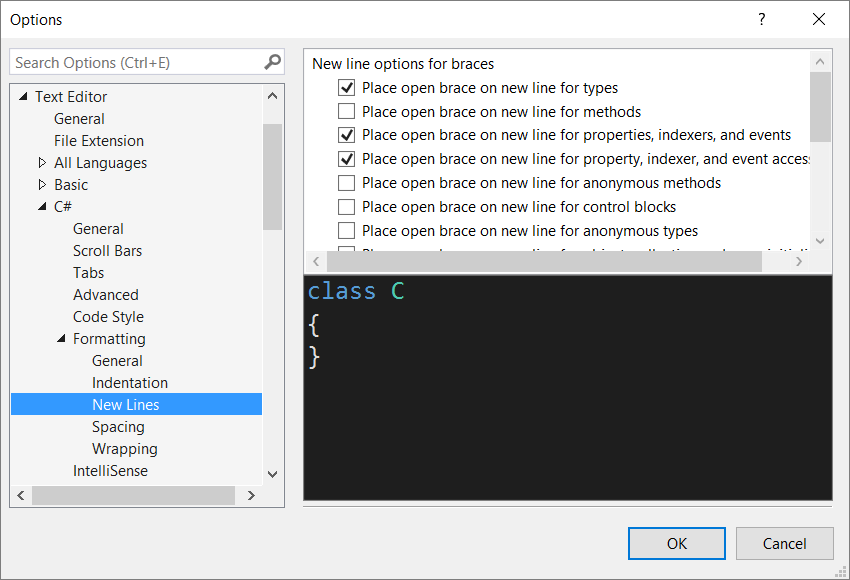 Options
?
Search Options (Ctrl+E)
Text Editor
General
File Extension
All Languages
Basic
C#
General
Scroll Bars
Tabs
Advanced
Code Style
Formatting
General
Indentation
New Lines
Spacing
Wrapping
IntelliSense
New line options for braces
Place open brace on new line for types
Place open brace on new line for methods
Place open brace on new line for properties, indexers, and events
Place open brace on new line for property, indexer, and event acces
Place open brace on new line for anonymous methods
Place open brace on new line for control blocks
Place open brace on new line for anonymous types
class C
{
}
OK
Cancel